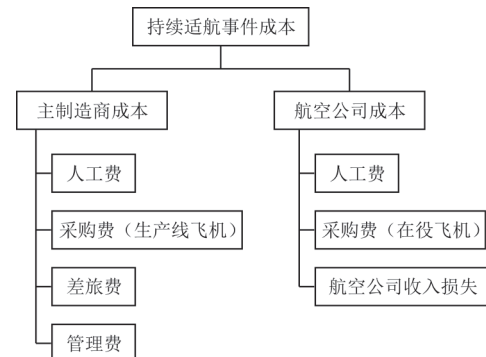 持续适航事件成本
主制造商成本
航空公司成本
人工费
人工费
采购费（生产线飞机）
采购费（在役飞机）
差旅费
航空公司收入损失
管理费